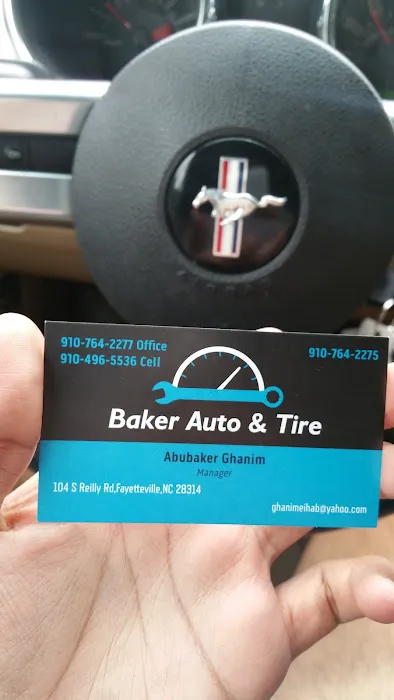 910-764-2277 Office
910-496-5536 Cell
910-764-2275
Baker Auto & Tire
Abubaker Ghanim
Manager
104 S Reilly Rd,Fayetteville,NC 28314
ghanimeihab@yahoo.com